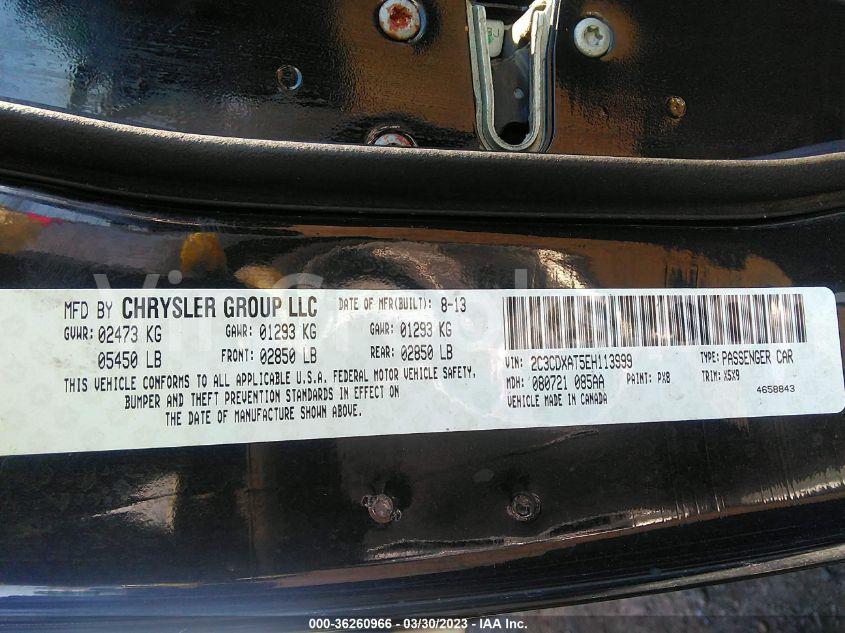 MFD BY CHRYSLER GROUP LLC DATE OF MFR(BUILT): 8-13
GVWR: 02473 KG GAWR: 01293 KG GAWR: 01293 KG
05450 LB FRONT: 02850 LB REAR: 02850 LB
THIS VEHICLE CONFORMS TO ALL APPLICABLE U.S.A. FEDERAL MOTOR VEHICLE SAFETY,
BUMPER AND THEFT PREVENTION STANDARDS IN EFFECT ON
THE DATE OF MANUFACTURE SHOWN ABOVE.
VIN: 2C3CDXAT5EH113999 TYPE: PASSENGER CAR
MDH: 080721 085AA PAINT: PX8 TRIM: X5X9
VEHICLE MADE IN CANADA 4658843
000-36260966 - 03/30/2023 - IAA Inc.